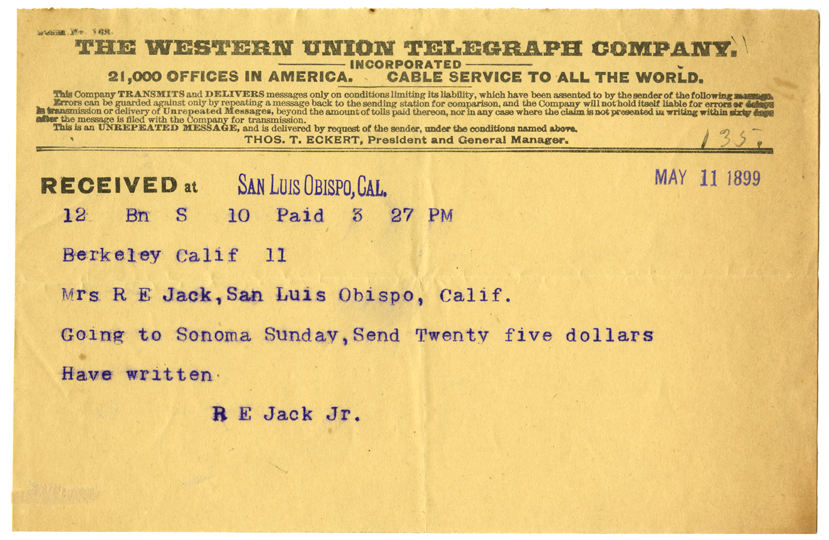 THE WESTERN UNION TELEGRAPH COMPANY.
INCORPORATED
21,000 OFFICES IN AMERICA. CABLE SERVICE TO ALL THE WORLD.
This Company TRANSMITS and DELIVERS messages only on conditions limiting its liability, which have been assented to by the sender of the following message.
Errors can be guarded against only by repeating a message back to the sending station for comparison, and the Company will not hold itself liable for errors or delays
in transmission or delivery of Unrepeated Messages, beyond the amount of tolls paid thereon, nor in any case where the claim is not presented in writing within sixty days
after the message is filed with the Company for transmission.
This is an UNREPEATED MESSAGE, and is delivered by request of the sender, under the conditions named above.
THOS. T. ECKERT, President and General Manager.
135.
RECEIVED at SAN LUIS OBISPO, CAL. MAY 11 1899
12 Bn S 10 Paid 3 27 PM
Berkeley Calif 11
Mrs R E Jack, San Luis Obispo, Calif.
Going to Sonoma Sunday, Send Twenty five dollars
Have written
R E Jack Jr.